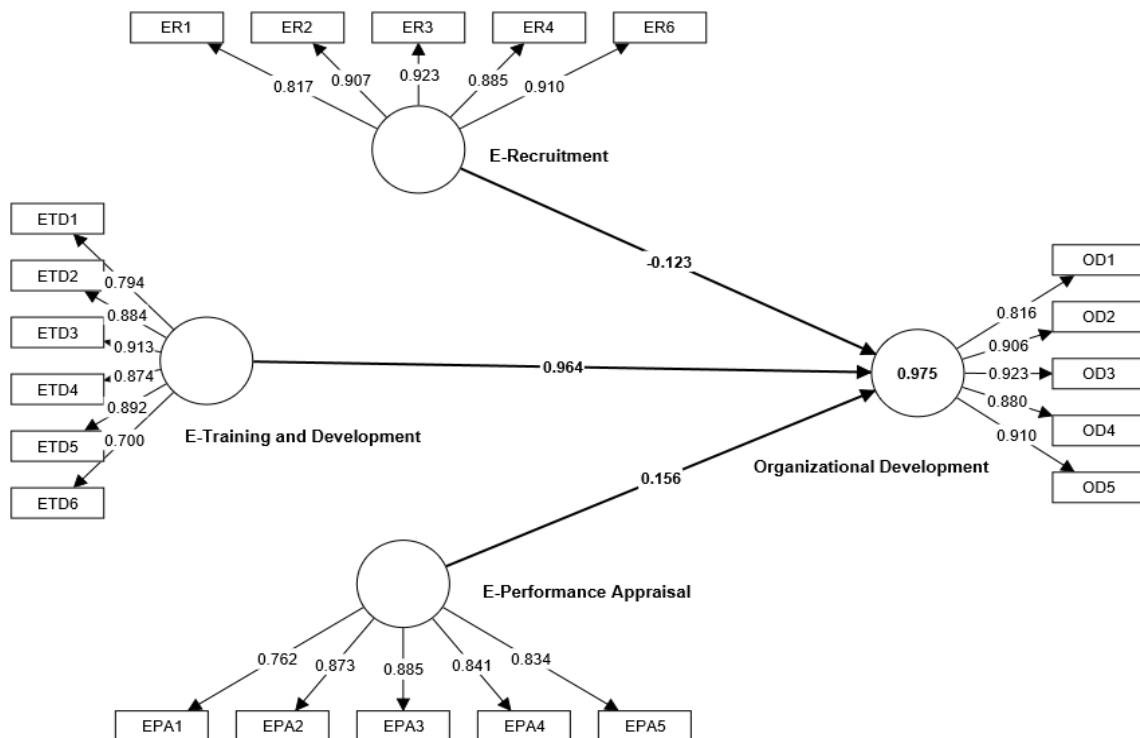 ER1 ER2 ER3 ER4 ER6
0.817 0.907 0.923 0.885 0.910
E-Recruitment
ETD1
ETD2
ETD3
ETD4
ETD5
ETD6
0.794
0.884
0.913
0.874
0.892
0.700
E-Training and Development
-0.123
0.964
0.156
0.975
Organizational Development
OD1
OD2
OD3
OD4
OD5
0.816
0.906
0.923
0.880
0.910
E-Performance Appraisal
0.762 0.873 0.885 0.841 0.834
EPA1 EPA2 EPA3 EPA4 EPA5